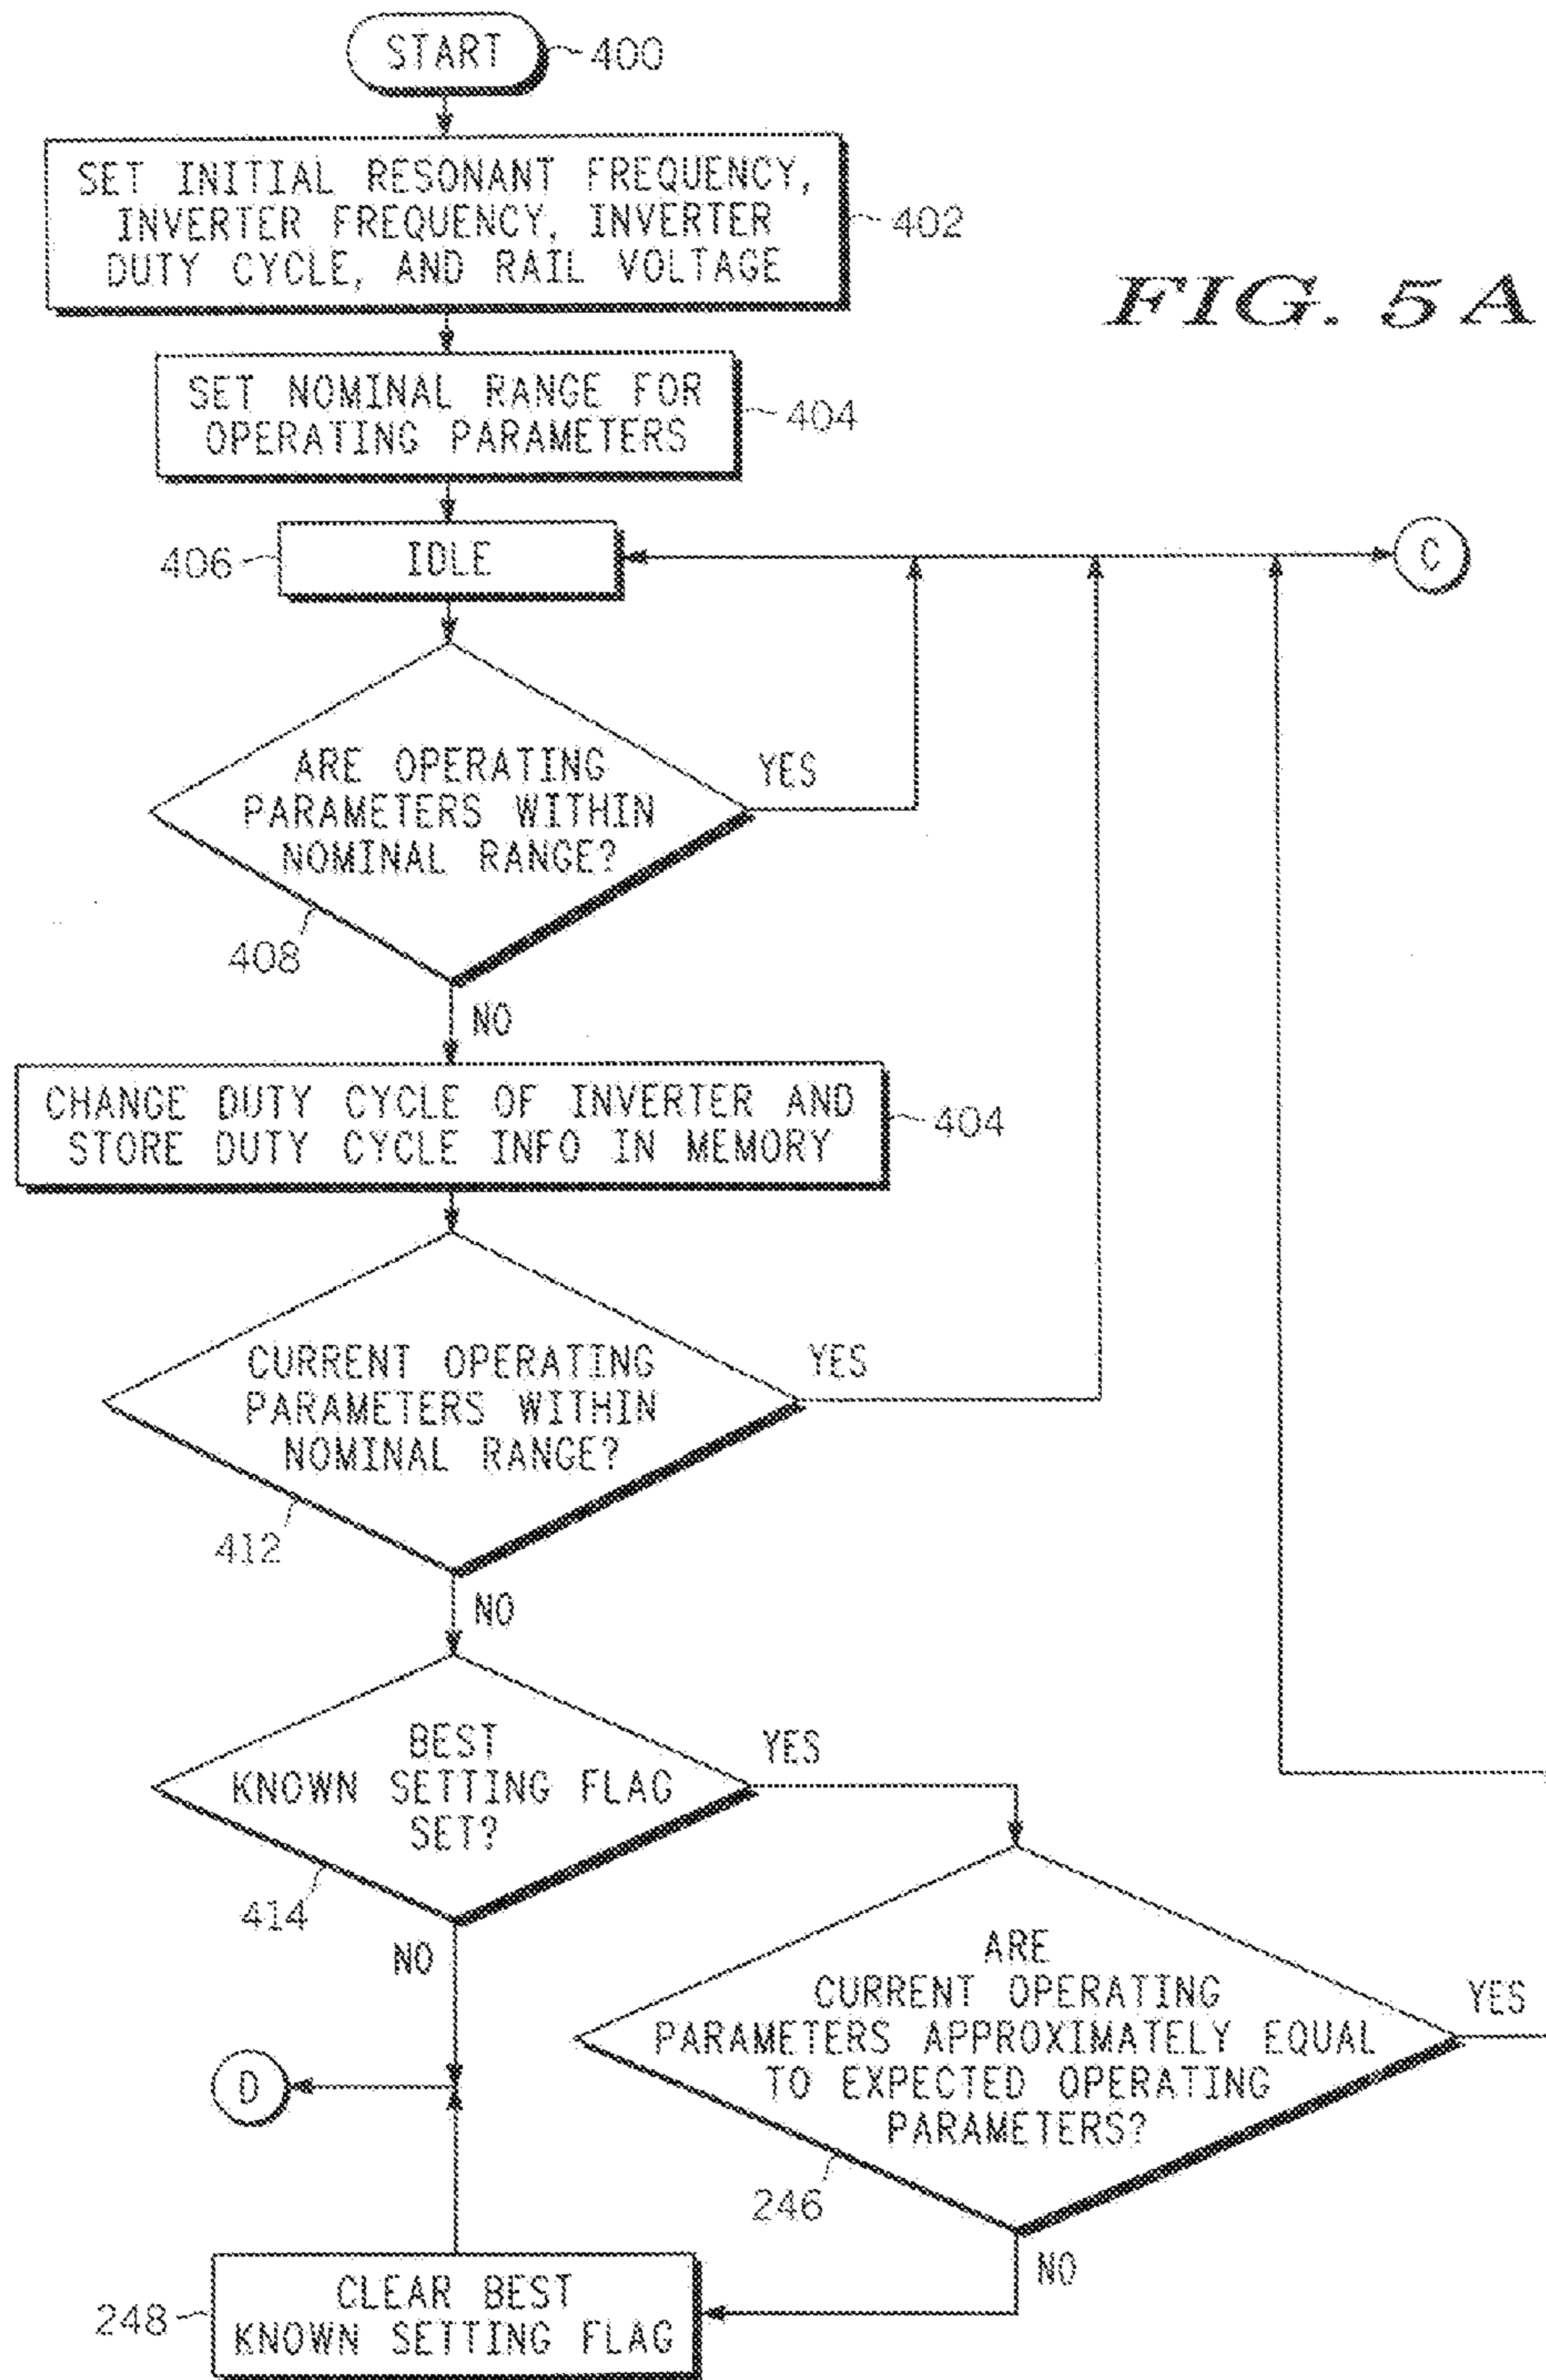 START
400
SET INITIAL RESONANT FREQUENCY,
INVERTER FREQUENCY, INVERTER
DUTY CYCLE, AND RAIL VOLTAGE
402
FIG. 5A
SET NOMINAL RANGE FOR
OPERATING PARAMETERS
404
406
IDLE
C
ARE OPERATING
PARAMETERS WITHIN
NOMINAL RANGE?
YES
408
NO
CHANGE DUTY CYCLE OF INVERTER AND
STORE DUTY CYCLE INFO IN MEMORY
404
CURRENT OPERATING
PARAMETERS WITHIN
NOMINAL RANGE?
YES
412
NO
BEST
KNOWN SETTING FLAG
SET?
YES
414
NO
ARE
CURRENT OPERATING
PARAMETERS APPROXIMATELY EQUAL
TO EXPECTED OPERATING
PARAMETERS?
YES
D
246
NO
CLEAR BEST
KNOWN SETTING FLAG
248